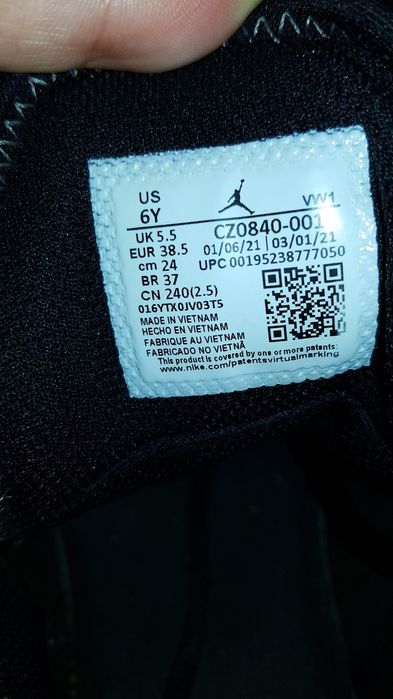 US
6Y
VW1
UK 5.5
CZ0840-001
EUR 38.5
01/06/21 | 03/01/21
cm 24
UPC 00195238777050
BR 37
CN 240(2.5)
016YTX0JV03TS
MADE IN VIETNAM
HECHO EN VIETNAM
FABRIQUE AU VIETNAM
FABRICADO NO VIETNÃ
This product is covered by one or more patents:
www.nike.com/patentsvirtualmarking